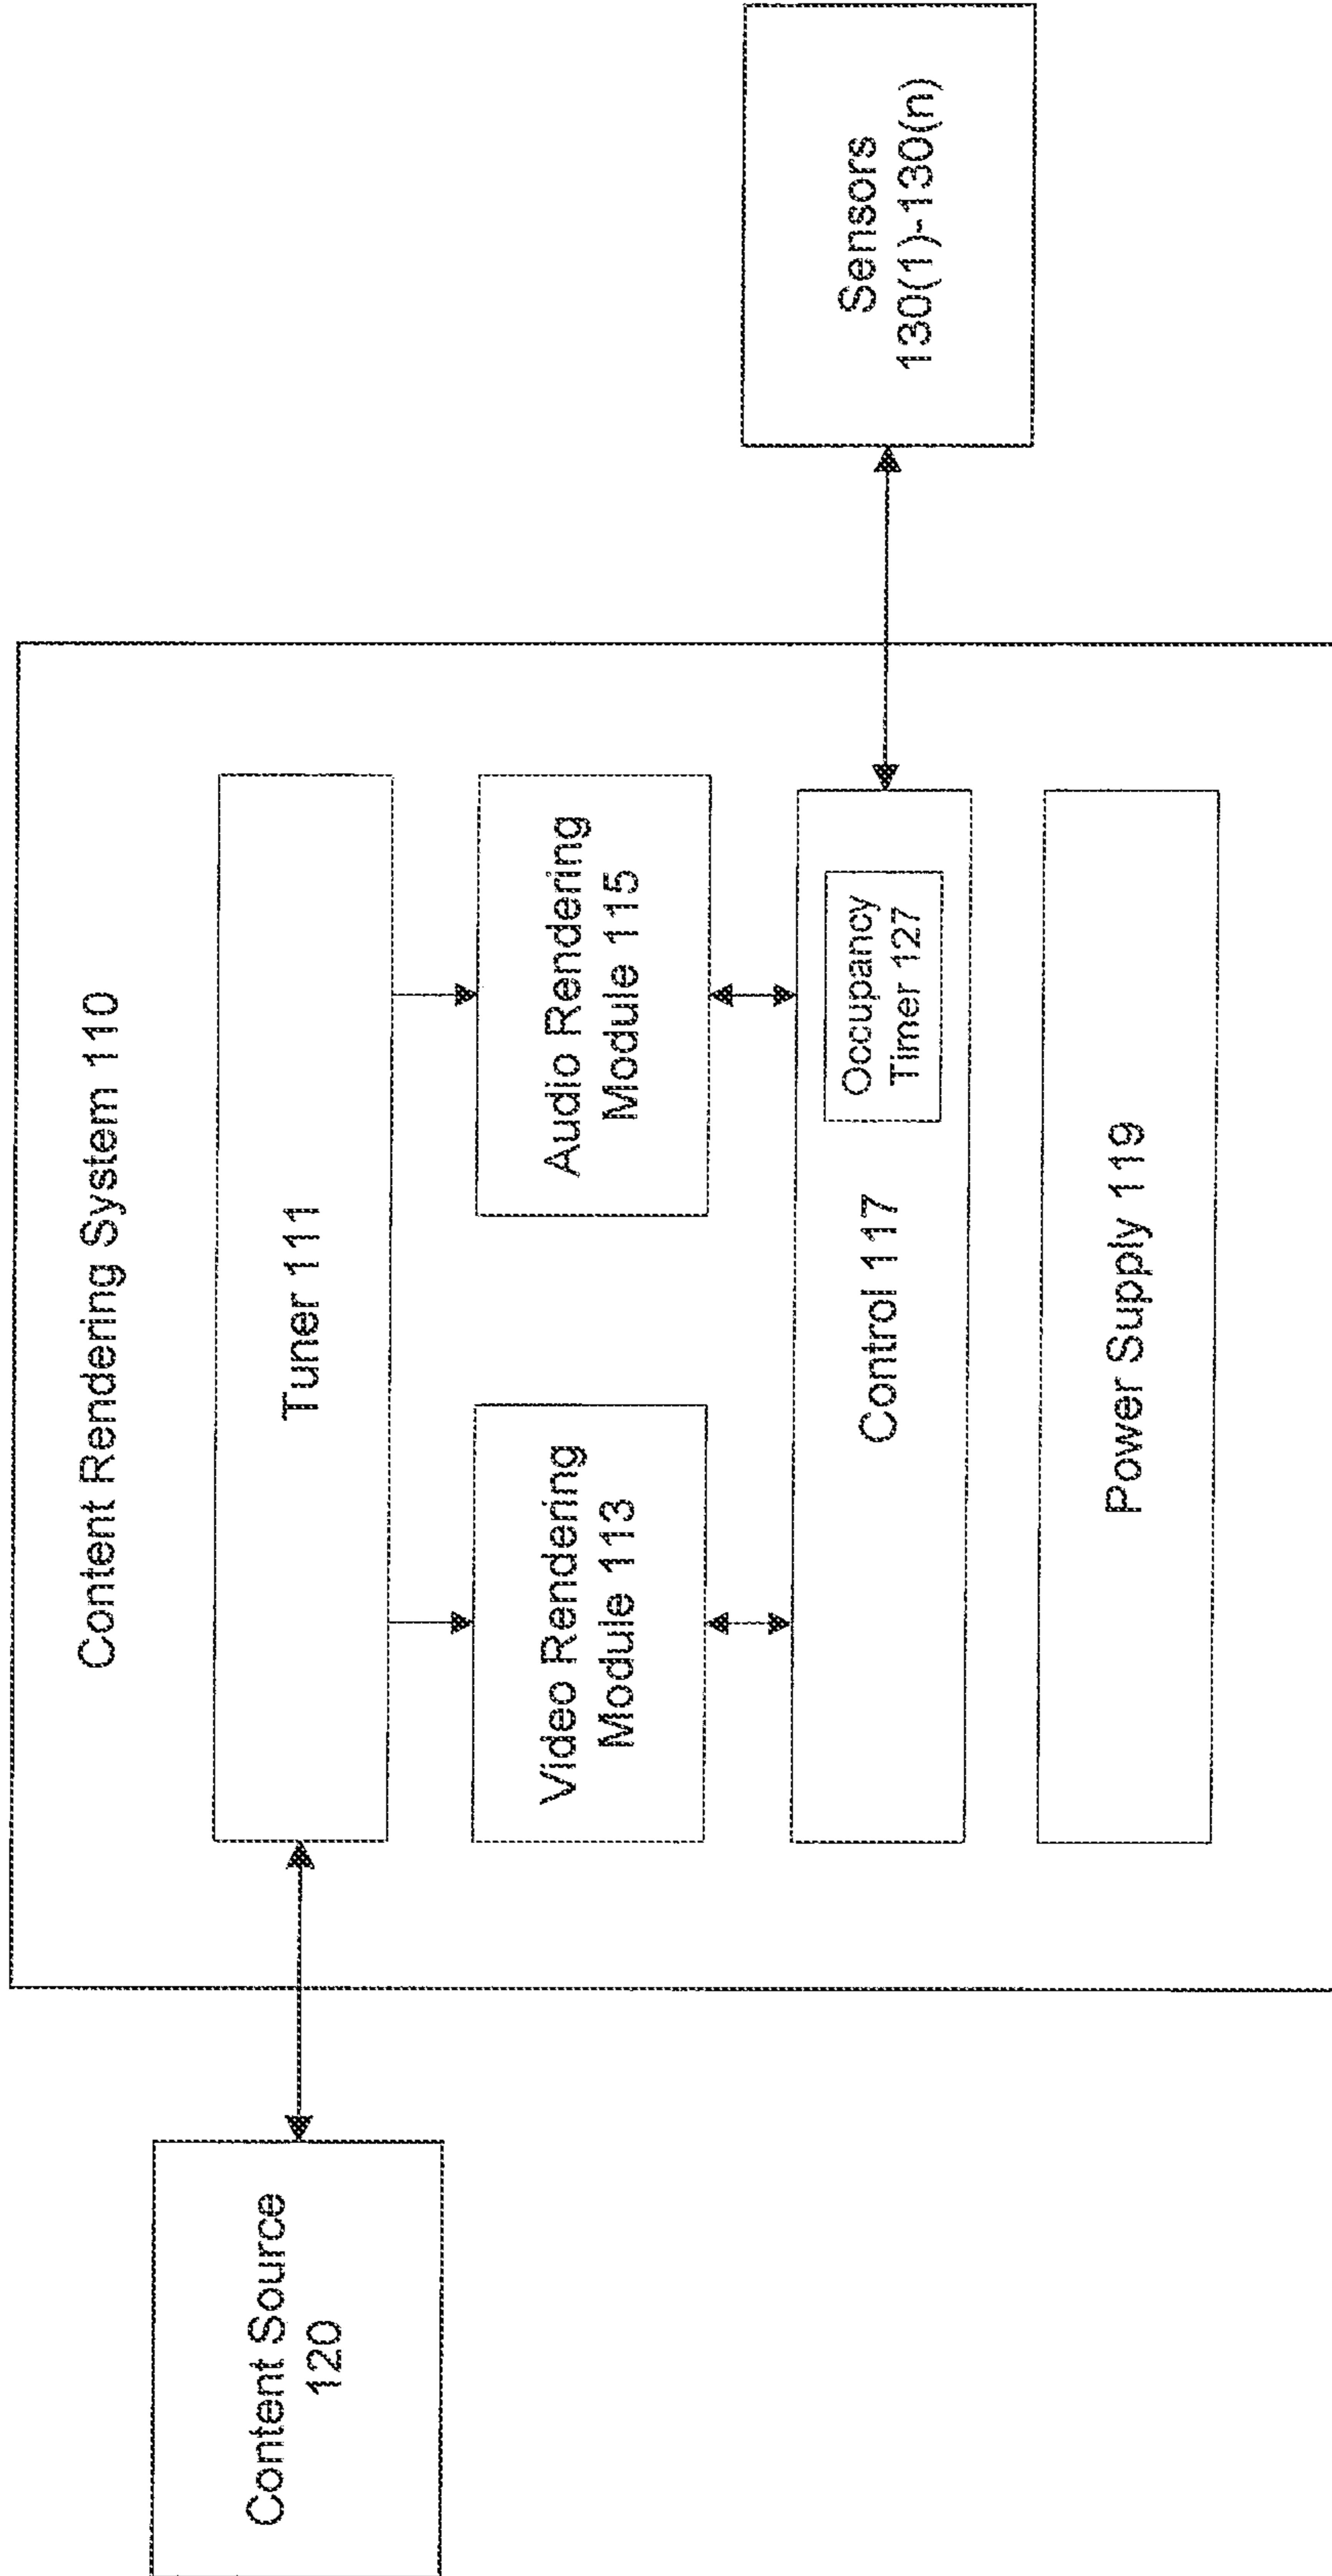 Content Rendering System 110
Content Source
120
Tuner 111
Video Rendering
Module 113
Audio Rendering
Module 115
Control 117
Occupancy
Timer 127
Power Supply 119
Sensors
130(1)-130(n)